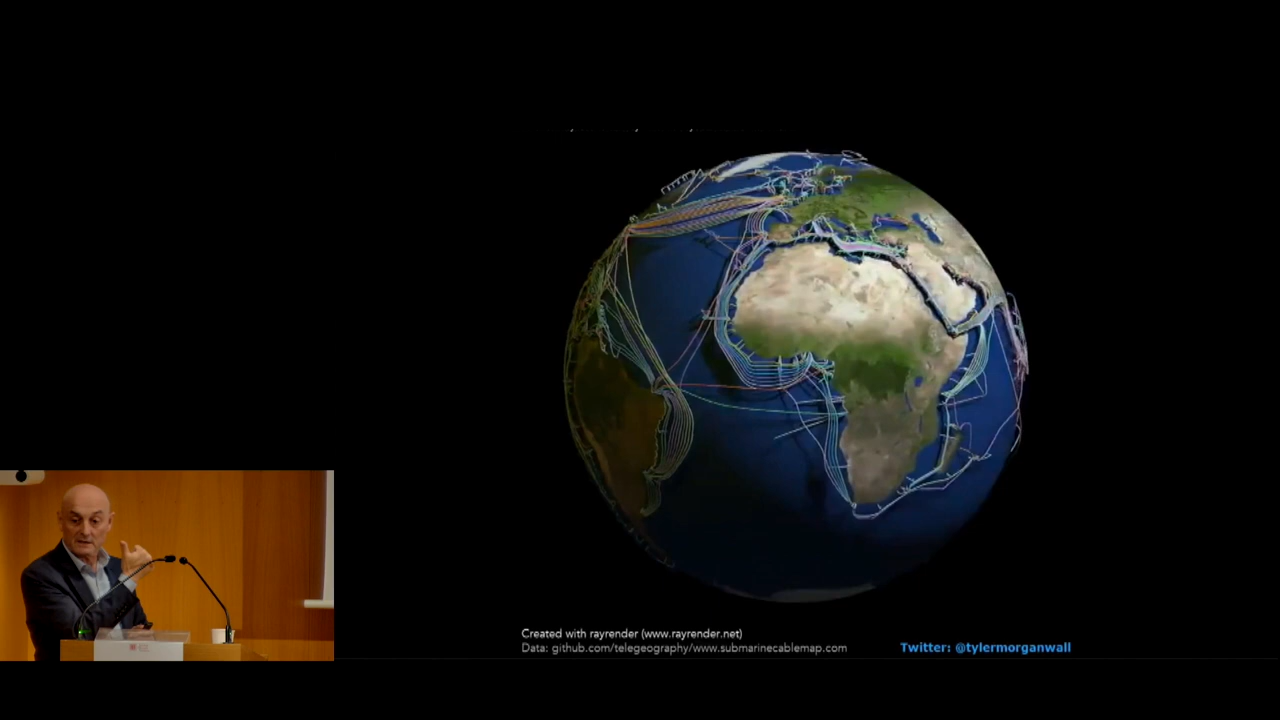 Created with rayrender (www.rayrender.net)
Data: github.com/telegeography/www.submarinecablemap.com
Twitter: @tylermorganwall